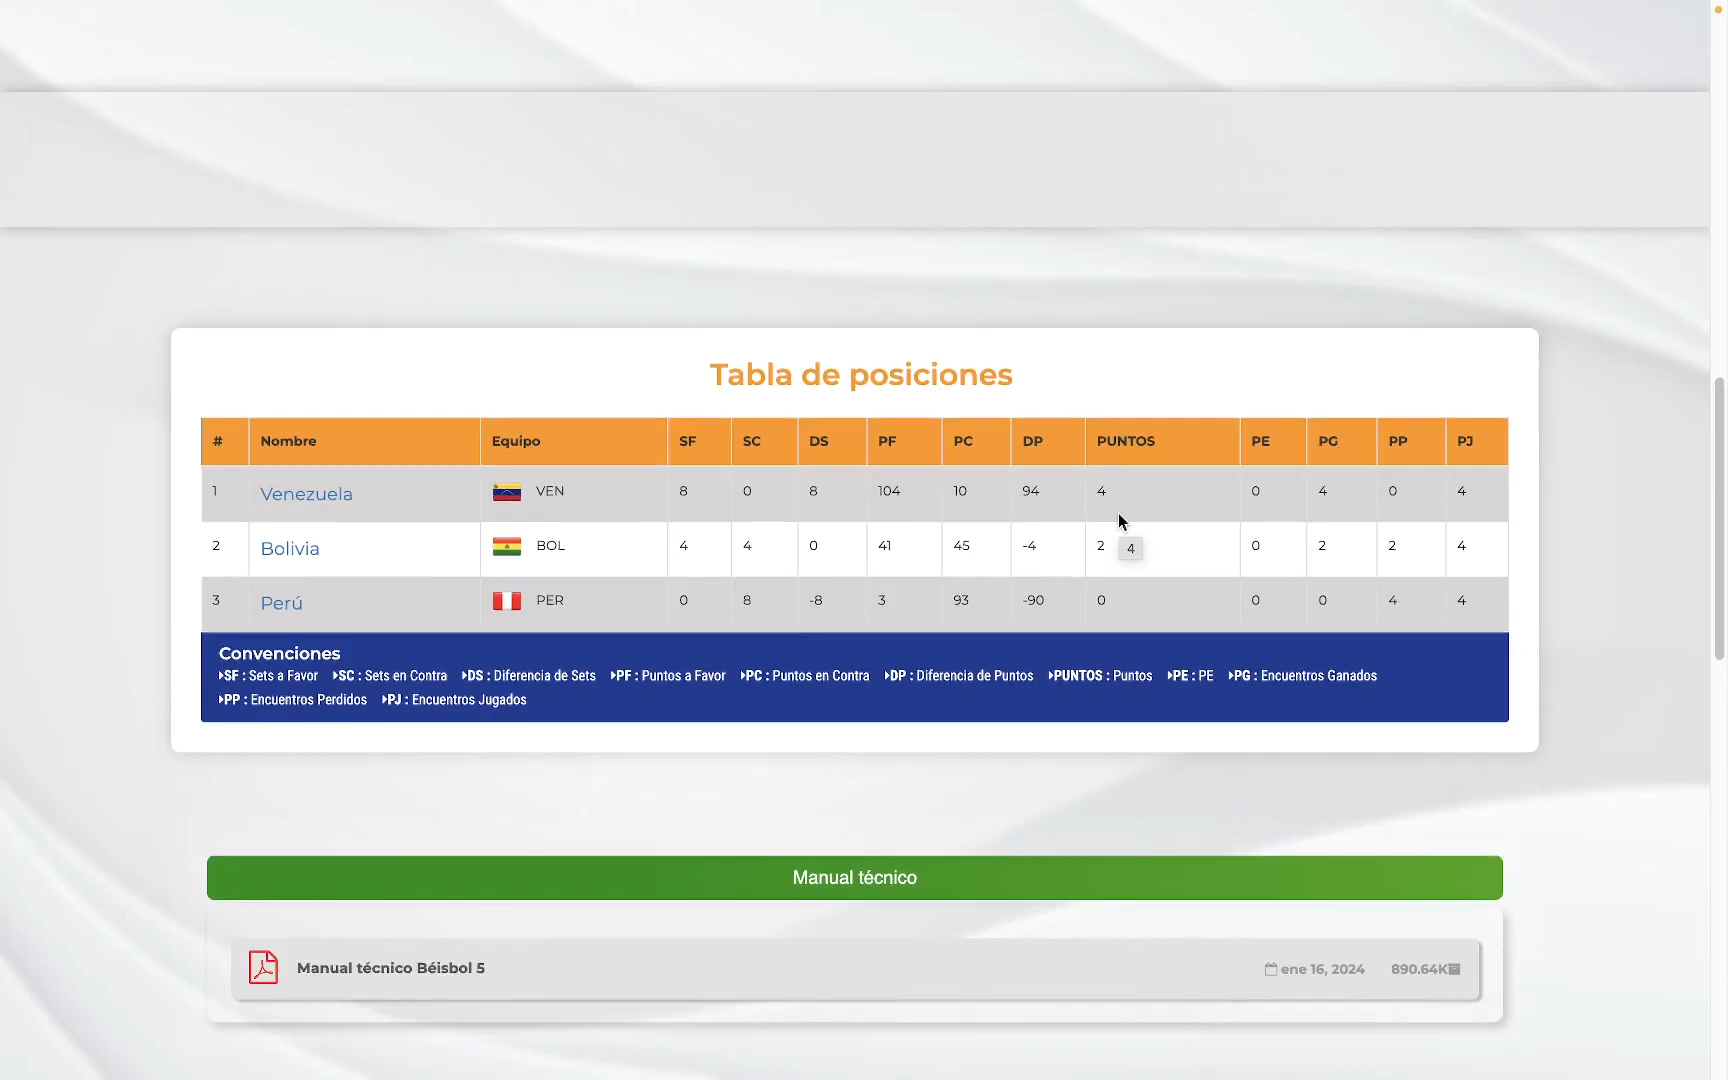 Tabla de posiciones
# Nombre Equipo SF SC DS PF PC DP PUNTOS PE PG PP PJ
1 Venezuela VEN 8 0 8 104 10 94 4 0 4 0 4
2 Bolivia BOL 4 4 0 41 45 -4 2 0 2 2 4
4
3 Perú PER 0 8 -8 3 93 -90 0 0 0 4 4
Convenciones
SF : Sets a Favor SC : Sets en Contra DS : Diferencia de Sets PF : Puntos a Favor PC : Puntos en Contra DP : Diferencia de Puntos PUNTOS : Puntos PE : PE PG : Encuentros Ganados
PP : Encuentros Perdidos PJ : Encuentros Jugados
Manual técnico
Manual técnico Béisbol 5 ene 16, 2024 890.64K